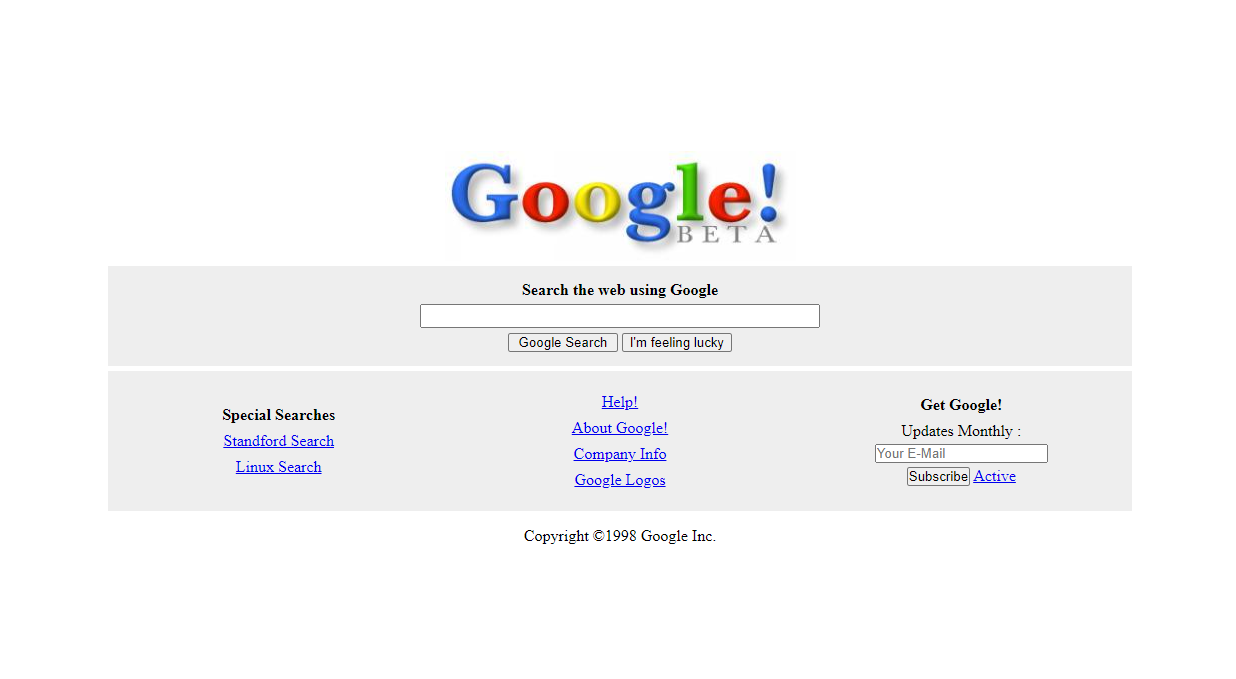 Google!
BETA
Search the web using Google
Google Search I'm feeling lucky
Special Searches
Standford Search
Linux Search
Help!
About Google!
Company Info
Google Logos
Get Google!
Updates Monthly :
Your E-Mail
Subscribe Active
Copyright ©1998 Google Inc.